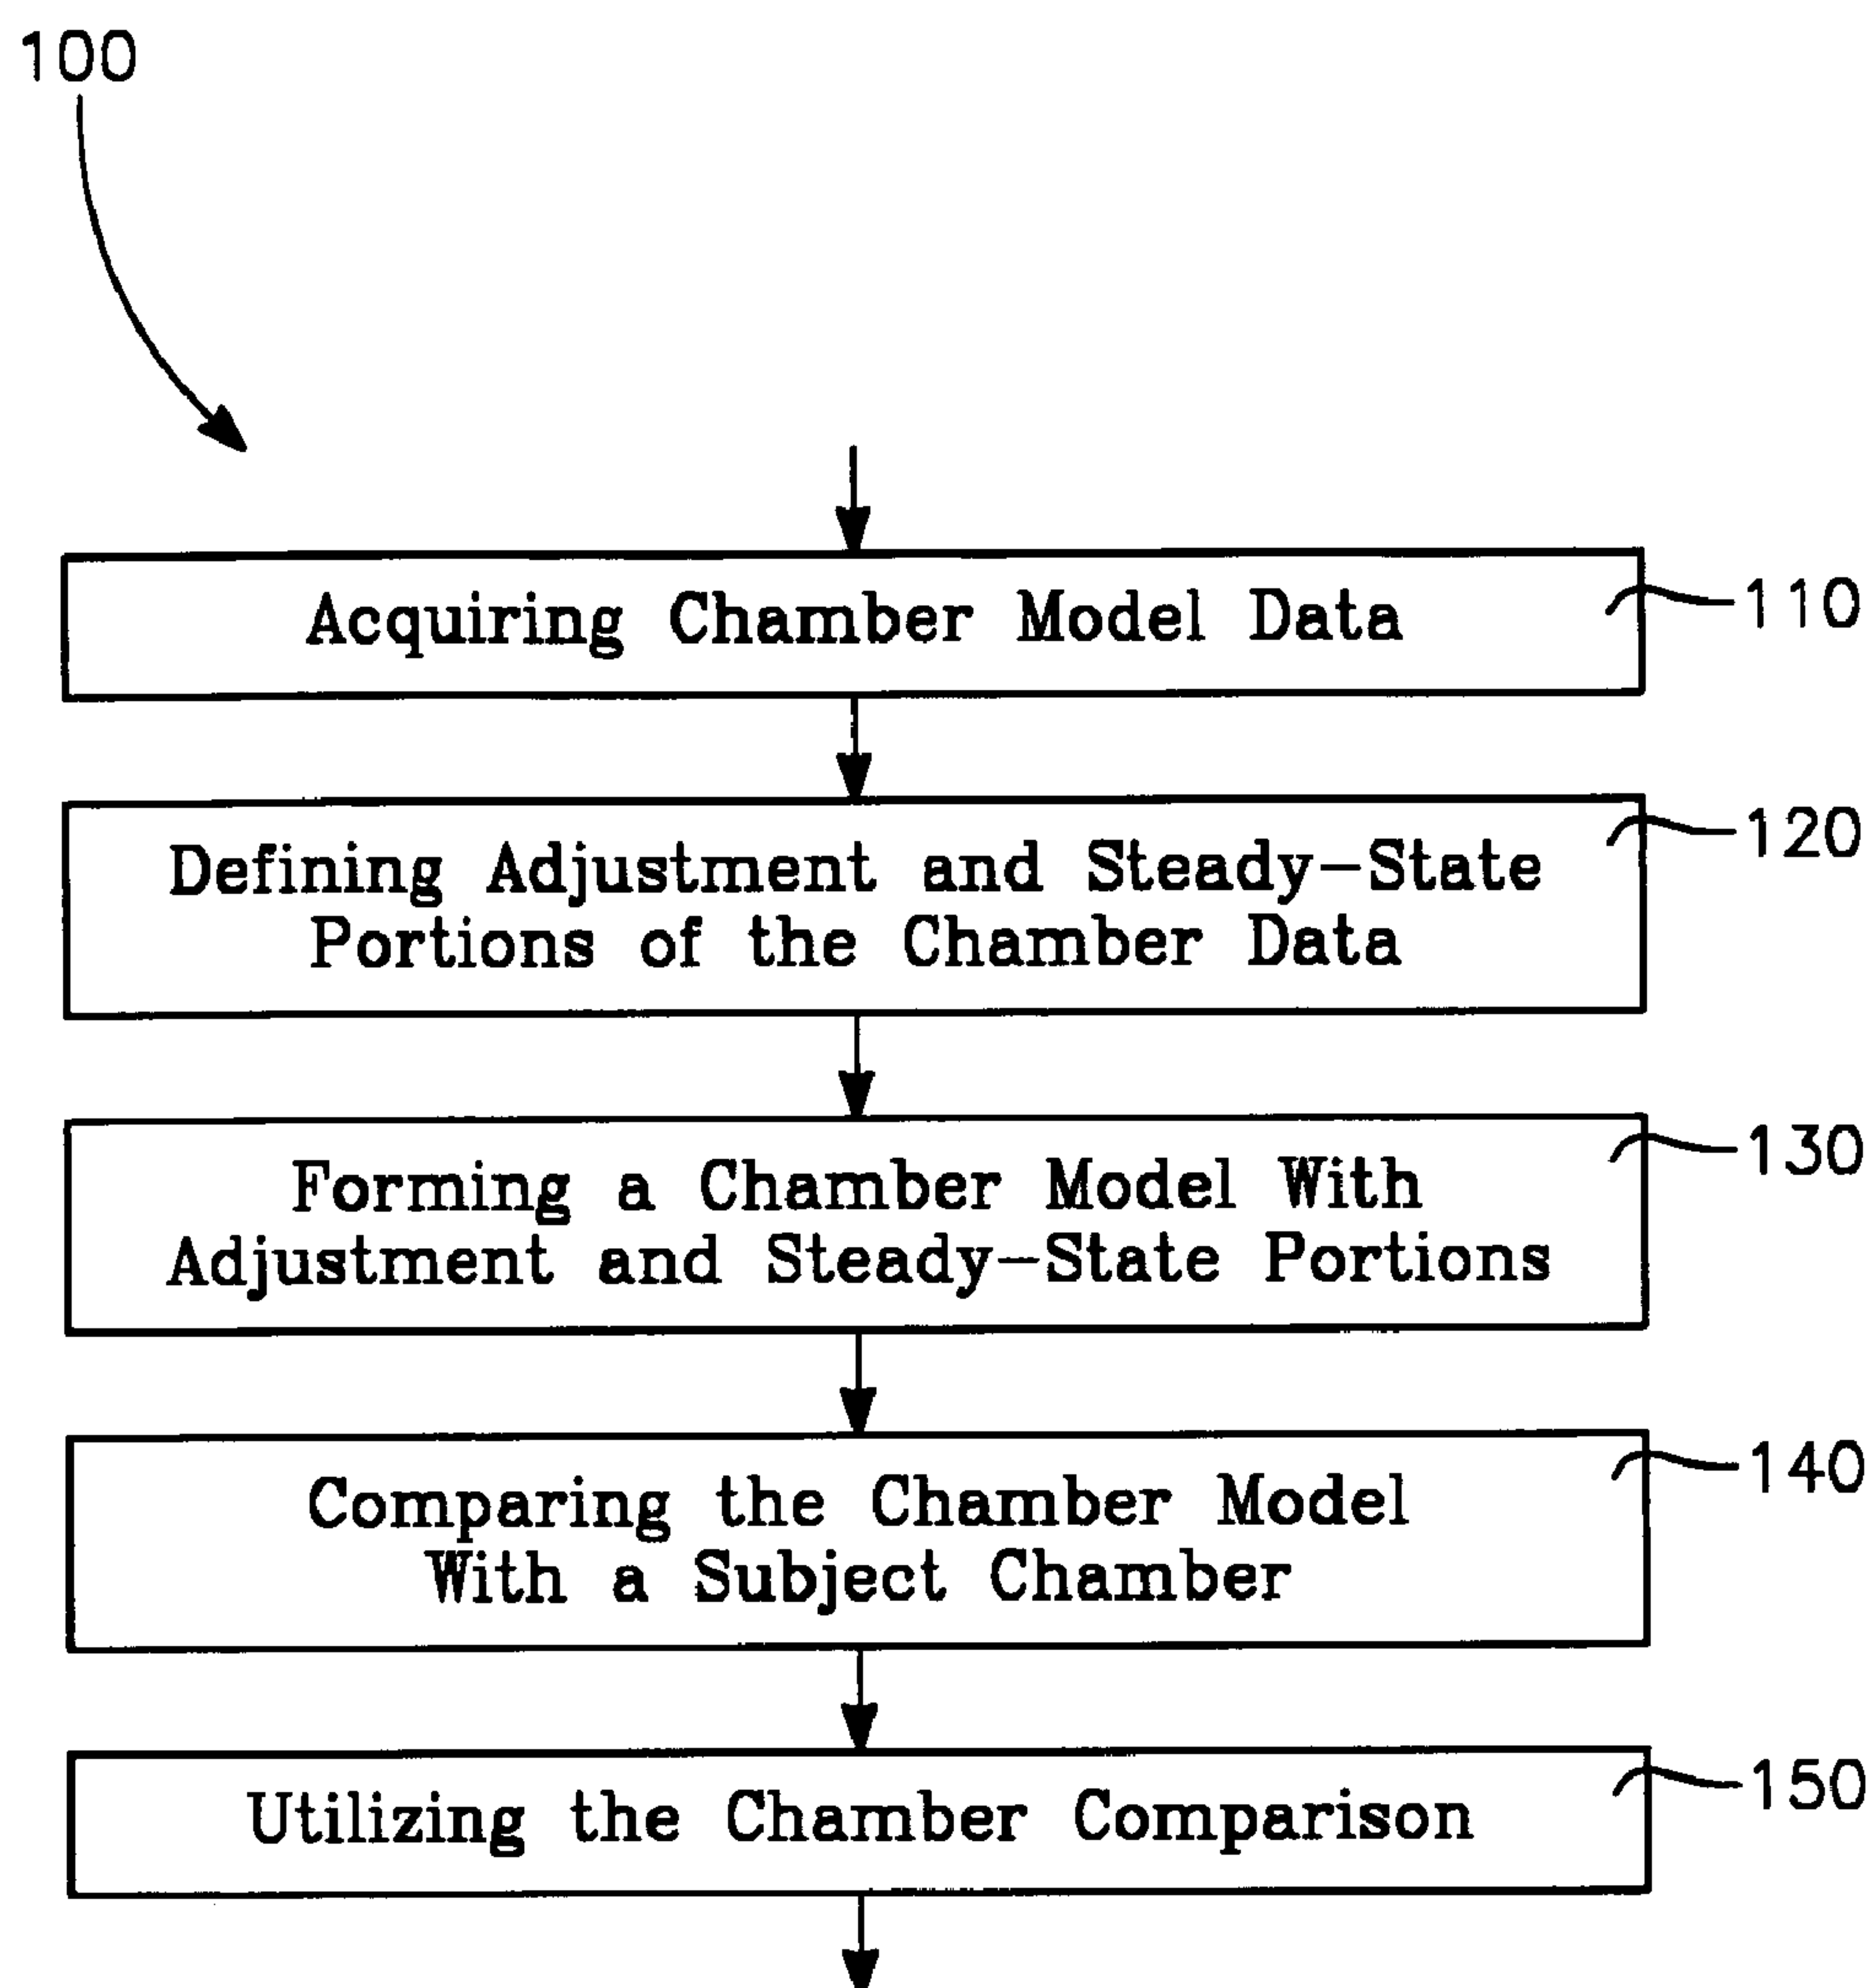 100
Acquiring Chamber Model Data
110
Defining Adjustment and Steady-State
Portions of the Chamber Data
120
Forming a Chamber Model With
Adjustment and Steady-State Portions
130
Comparing the Chamber Model
With a Subject Chamber
140
Utilizing the Chamber Comparison
150